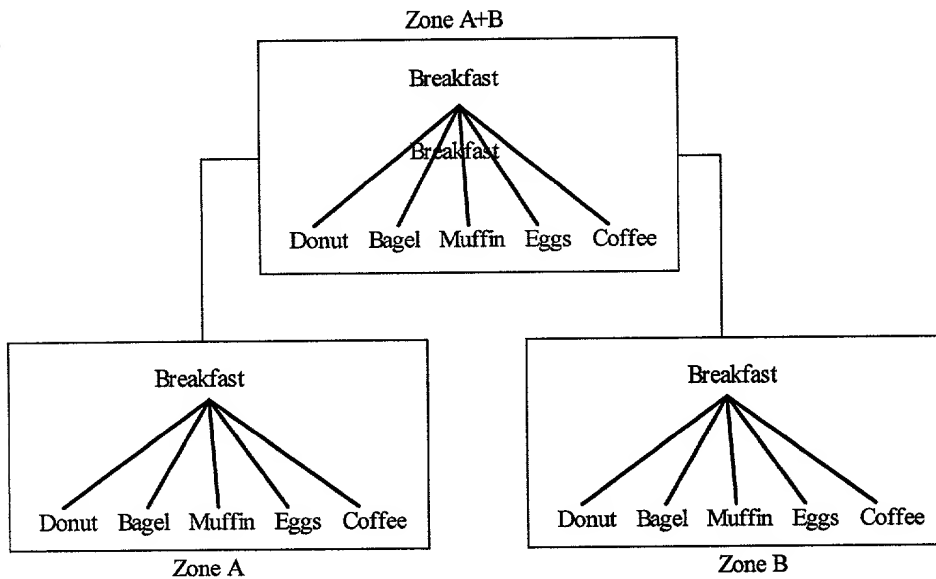 Zone A+B
Breakfast
Breakfast
Donut Bagel Muffin Eggs Coffee
Breakfast
Donut Bagel Muffin Eggs Coffee
Zone A
Breakfast
Donut Bagel Muffin Eggs Coffee
Zone B